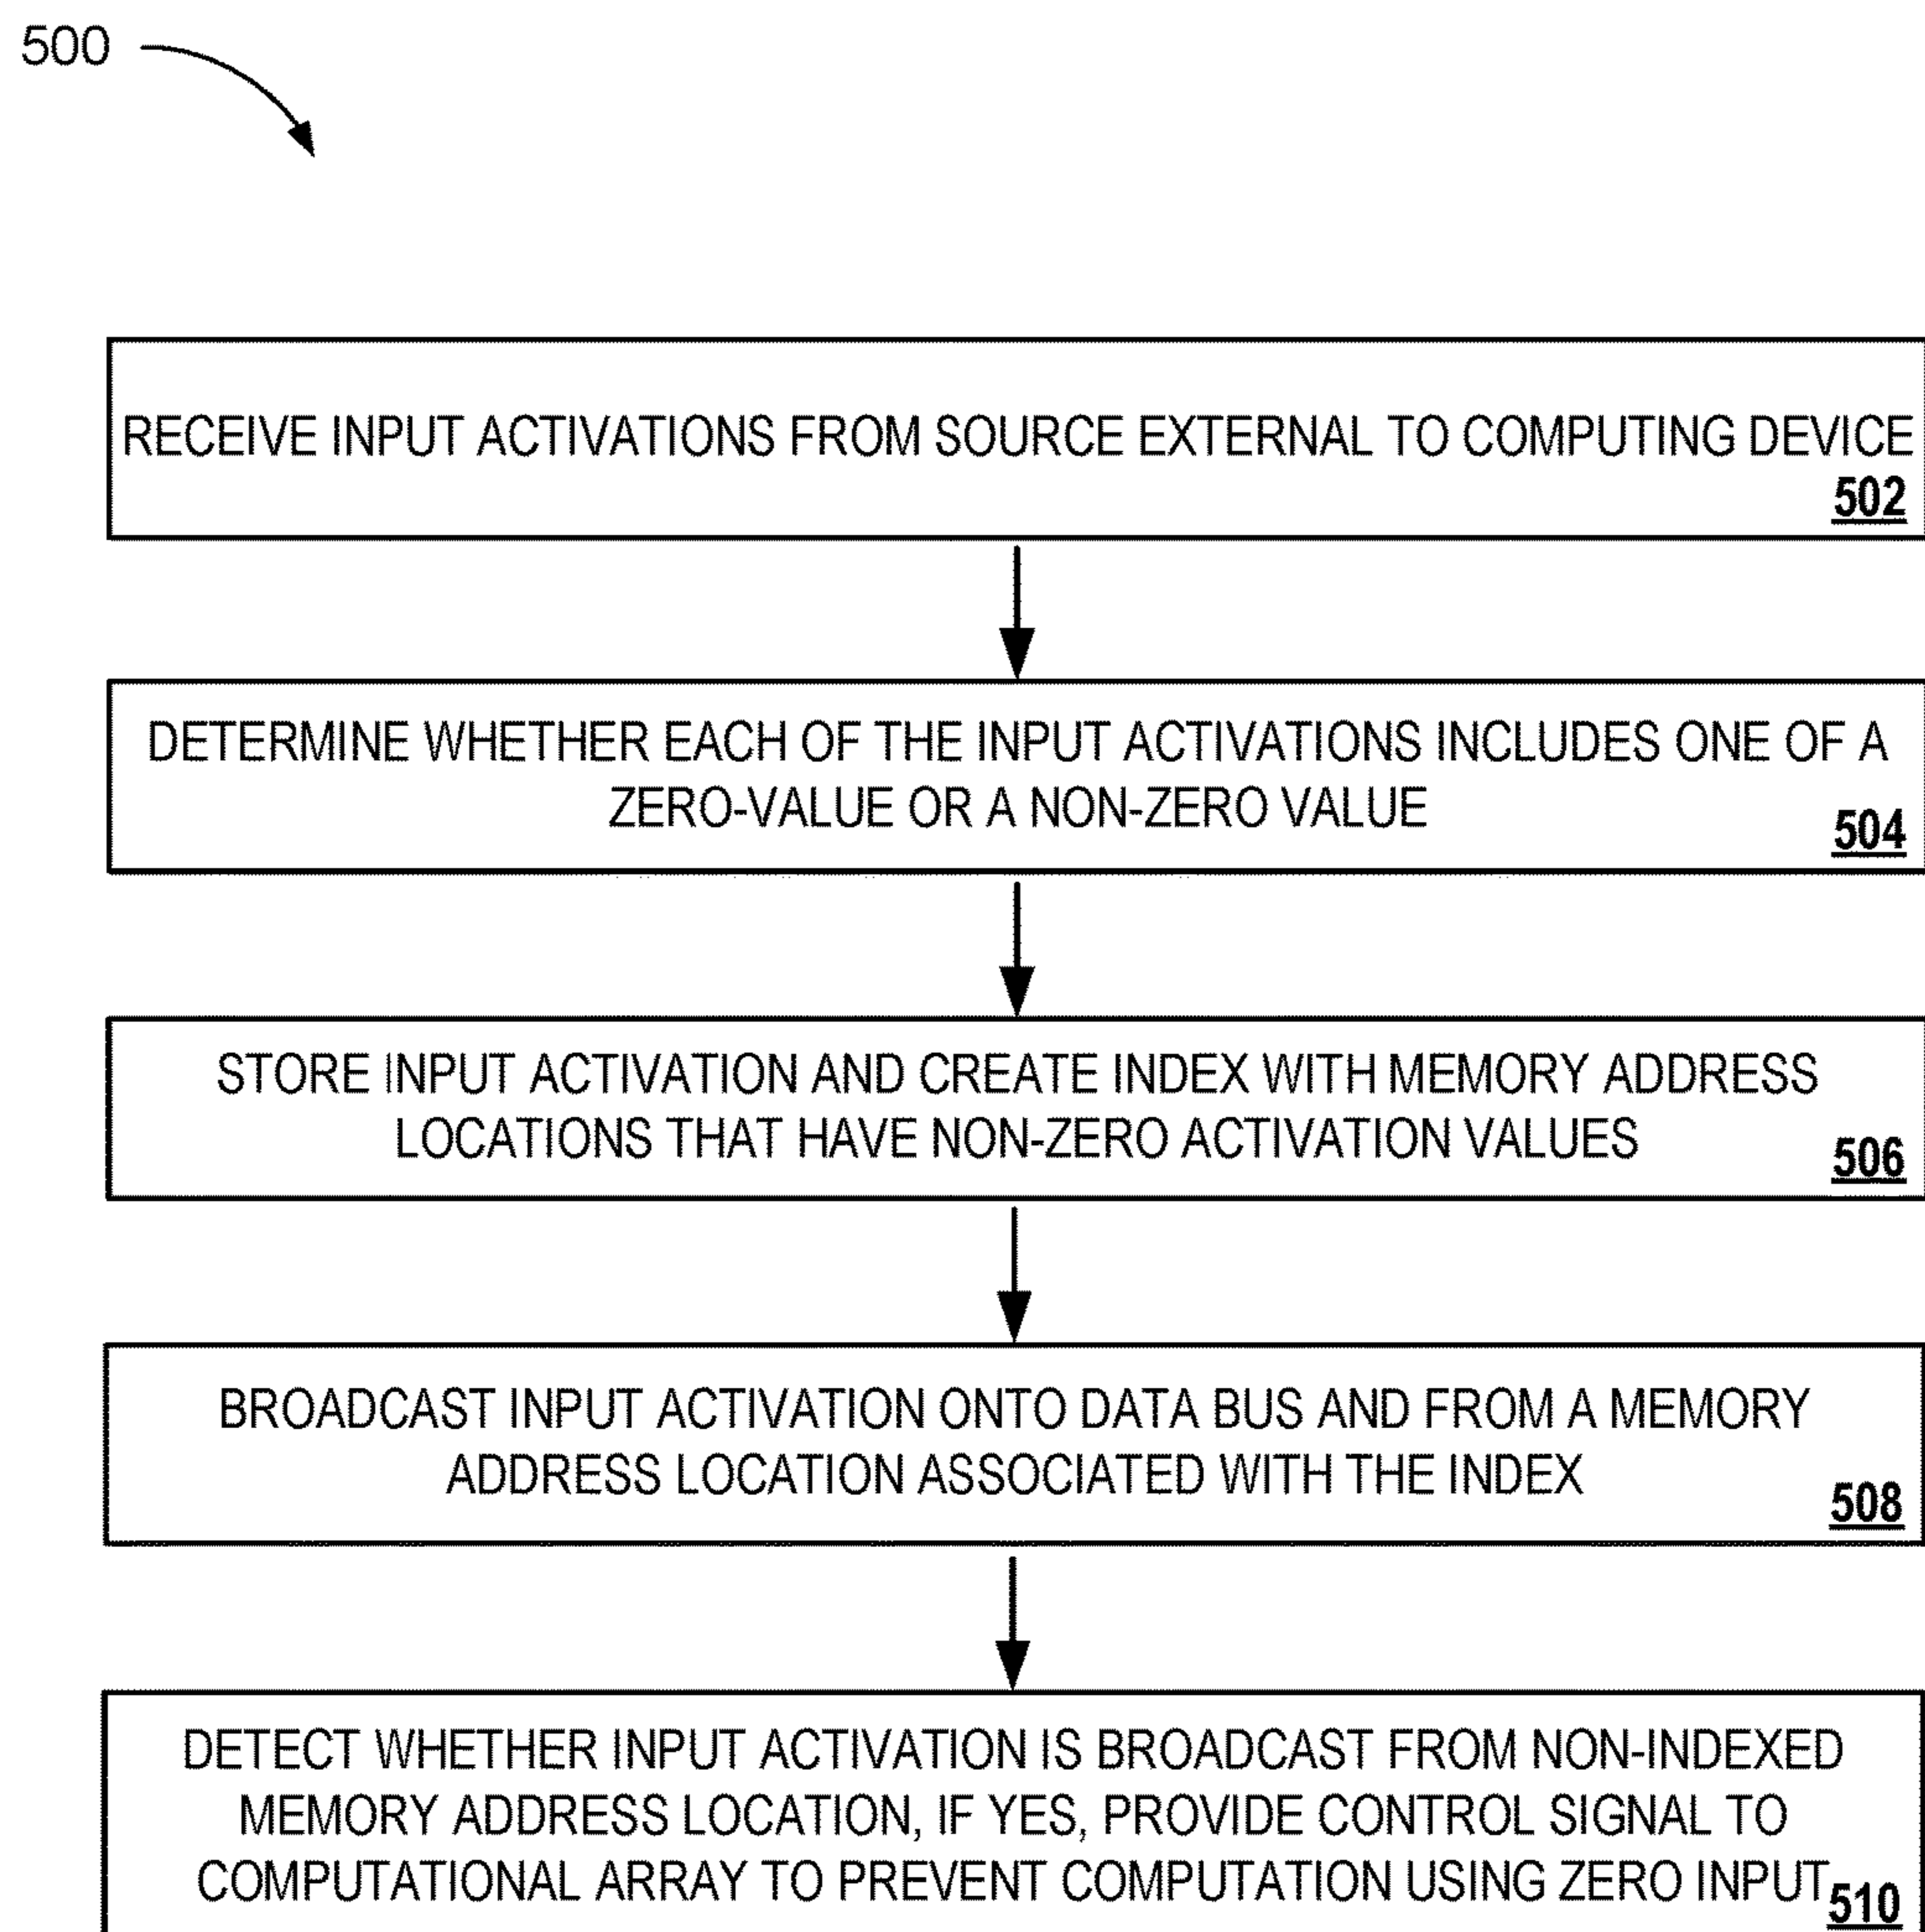 500
RECEIVE INPUT ACTIVATIONS FROM SOURCE EXTERNAL TO COMPUTING DEVICE
502
DETERMINE WHETHER EACH OF THE INPUT ACTIVATIONS INCLUDES ONE OF A
ZERO-VALUE OR A NON-ZERO VALUE
504
STORE INPUT ACTIVATION AND CREATE INDEX WITH MEMORY ADDRESS
LOCATIONS THAT HAVE NON-ZERO ACTIVATION VALUES
506
BROADCAST INPUT ACTIVATION ONTO DATA BUS AND FROM A MEMORY
ADDRESS LOCATION ASSOCIATED WITH THE INDEX
508
DETECT WHETHER INPUT ACTIVATION IS BROADCAST FROM NON-INDEXED
MEMORY ADDRESS LOCATION, IF YES, PROVIDE CONTROL SIGNAL TO
COMPUTATIONAL ARRAY TO PREVENT COMPUTATION USING ZERO INPUT
510